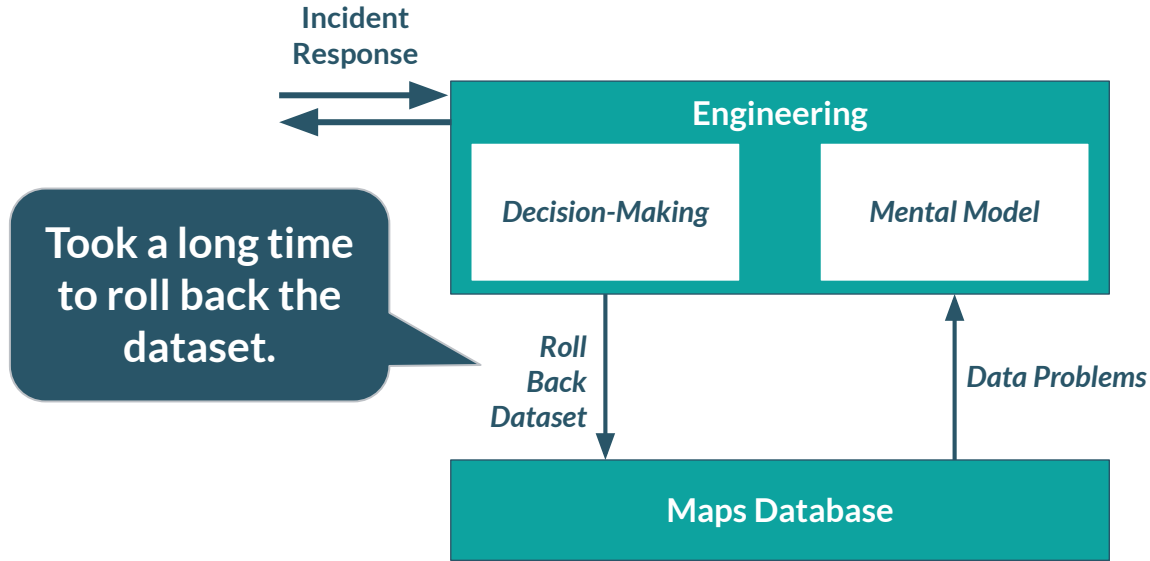 Incident
Response
Engineering
Decision-Making
Mental Model
Took a long time
to roll back the
dataset.
Roll
Back
Dataset
Data Problems
Maps Database